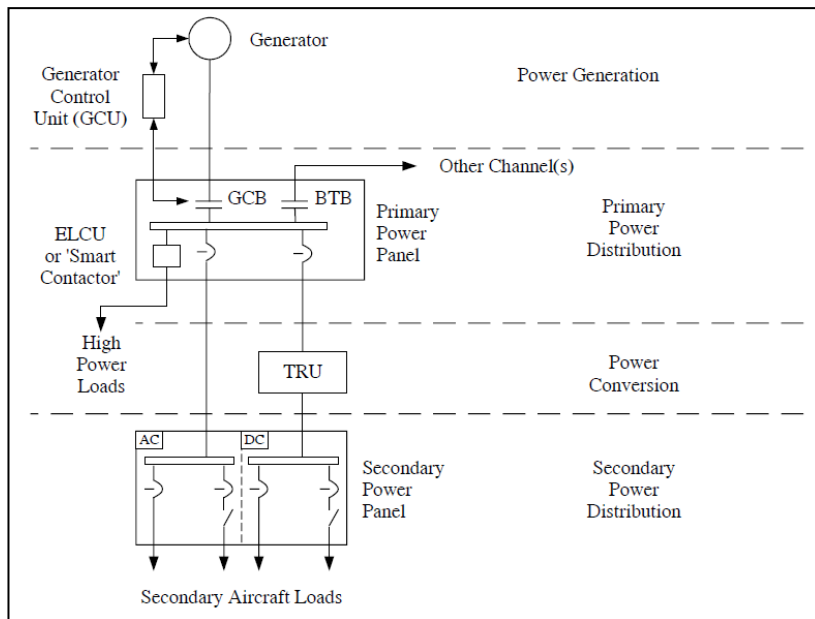 Generator
Generator
Control
Unit (GCU)
Power Generation
Other Channel(s)
GCB
BTB
Primary
Power
Panel
Primary
Power
Distribution
ELCU
or 'Smart
Contactor'
High
Power
Loads
TRU
Power
Conversion
AC
DC
Secondary
Power
Panel
Secondary
Power
Distribution
Secondary Aircraft Loads